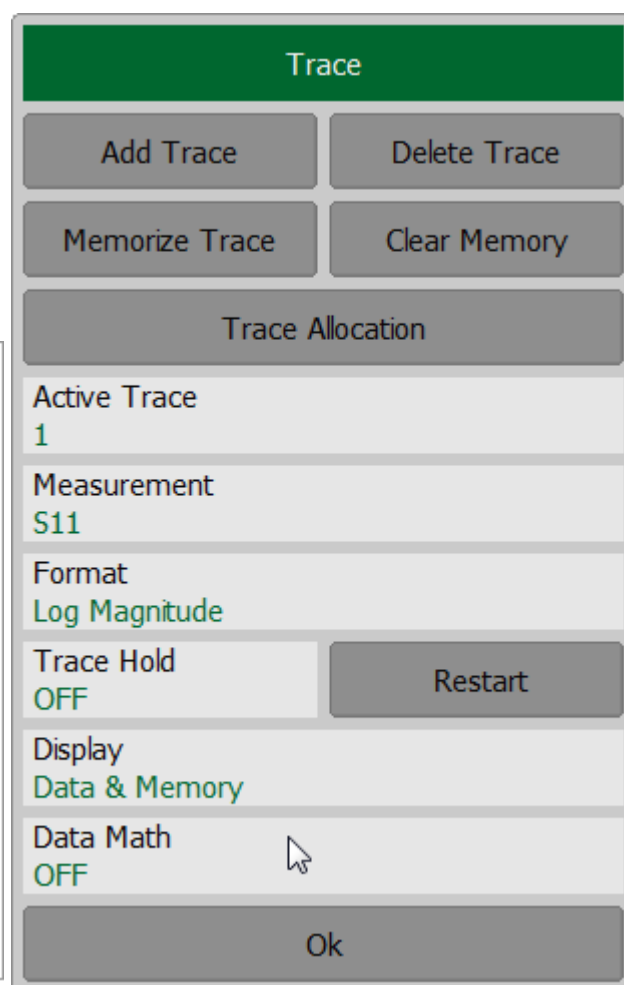 Trace
Add Trace
Delete Trace
Memorize Trace
Clear Memory
Trace Allocation
Active Trace
1
Measurement
S11
Format
Log Magnitude
Trace Hold
OFF
Restart
Display
Data & Memory
Data Math
OFF
Ok